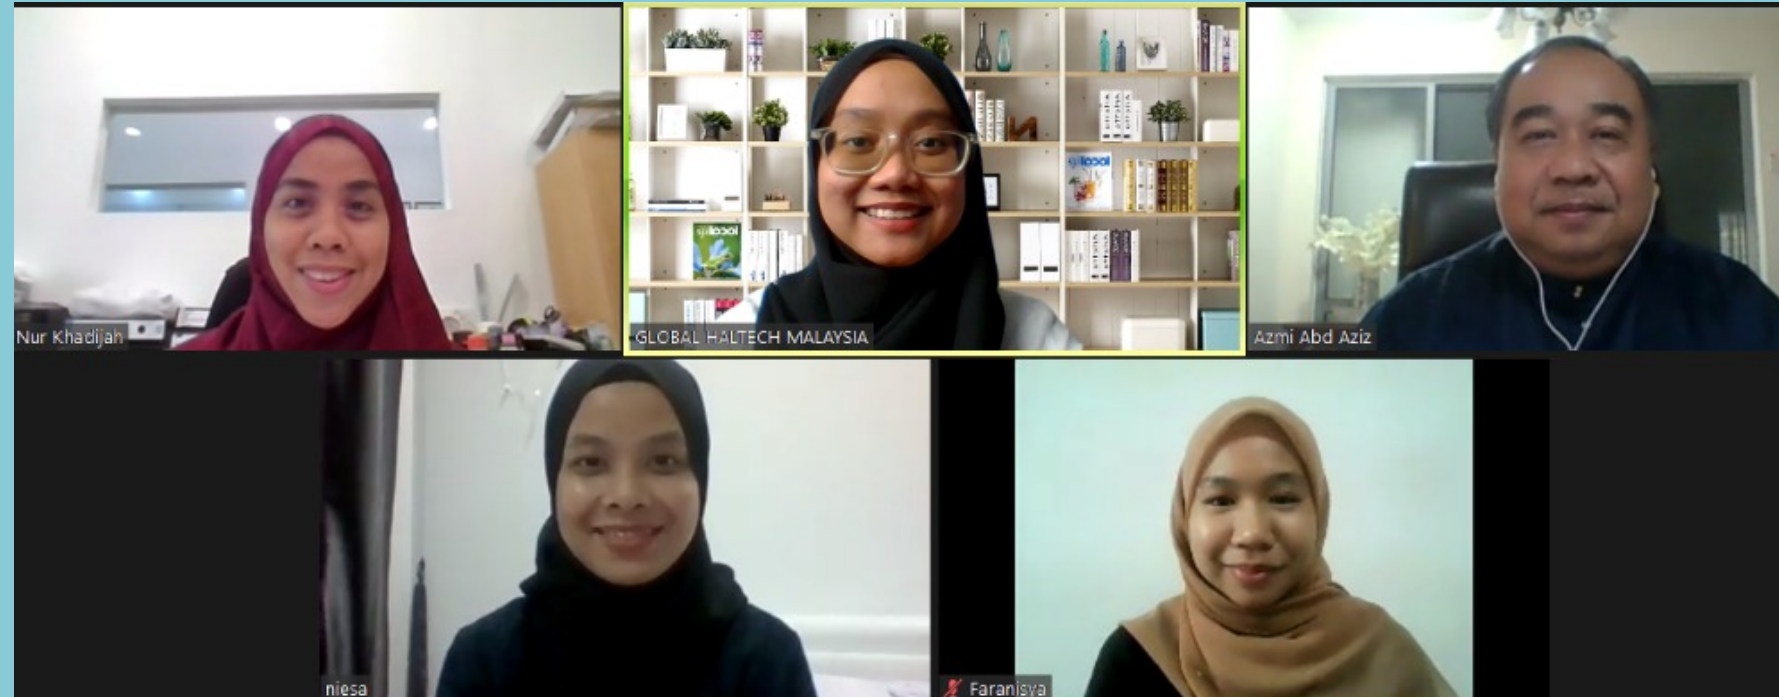 Nur Khadijah
GLOBAL HALTECH MALAYSIA
Azmi Abd Aziz
niesa
Faranisya